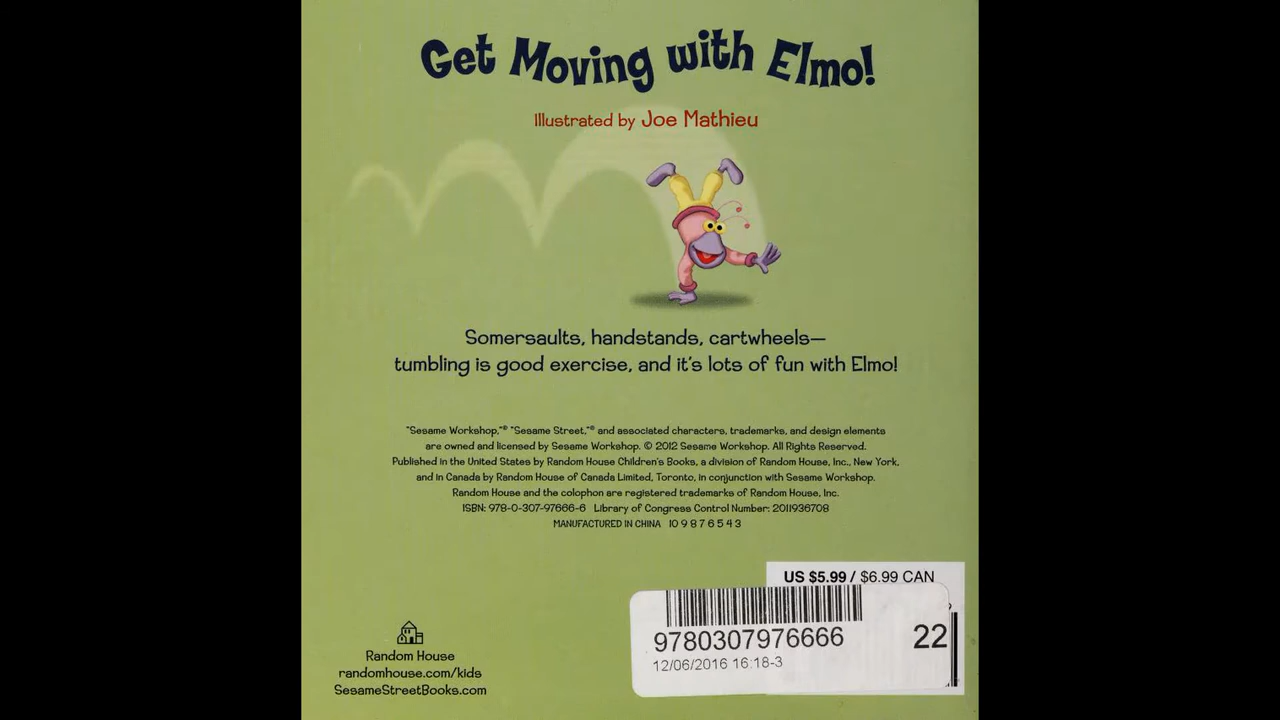 Get Moving with Elmo!
Illustrated by Joe Mathieu
Somersaults, handstands, cartwheels—
tumbling is good exercise, and it's lots of fun with Elmo!
"Sesame Workshop,"® "Sesame Street,"® and associated characters, trademarks, and design elements
are owned and licensed by Sesame Workshop. © 2012 Sesame Workshop. All Rights Reserved.
Published in the United States by Random House Children's Books, a division of Random House, Inc., New York,
and in Canada by Random House of Canada Limited, Toronto, in conjunction with Sesame Workshop.
Random House and the colophon are registered trademarks of Random House, Inc.
ISBN: 978-0-307-97666-6 Library of Congress Control Number: 2011936708
MANUFACTURED IN CHINA 10 9 8 7 6 5 4 3
US $5.99 / $6.99 CAN
9780307976666 22
12/06/2016 16:18-3
Random House
randomhouse.com/kids
SesameStreetBooks.com